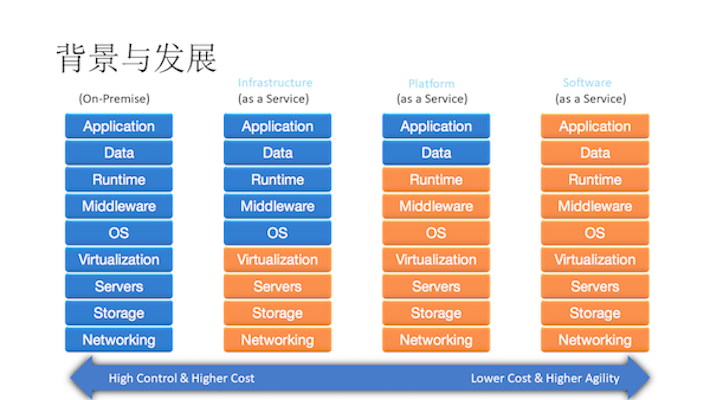 背景与发展
(On-Premise)
Infrastructure
(as a Service)
Platform
(as a Service)
Software
(as a Service)
Application
Data
Runtime
Middleware
OS
Virtualization
Servers
Storage
Networking
Application
Data
Runtime
Middleware
OS
Virtualization
Servers
Storage
Networking
Application
Data
Runtime
Middleware
OS
Virtualization
Servers
Storage
Networking
Application
Data
Runtime
Middleware
OS
Virtualization
Servers
Storage
Networking
High Control & Higher Cost
Lower Cost & Higher Agility